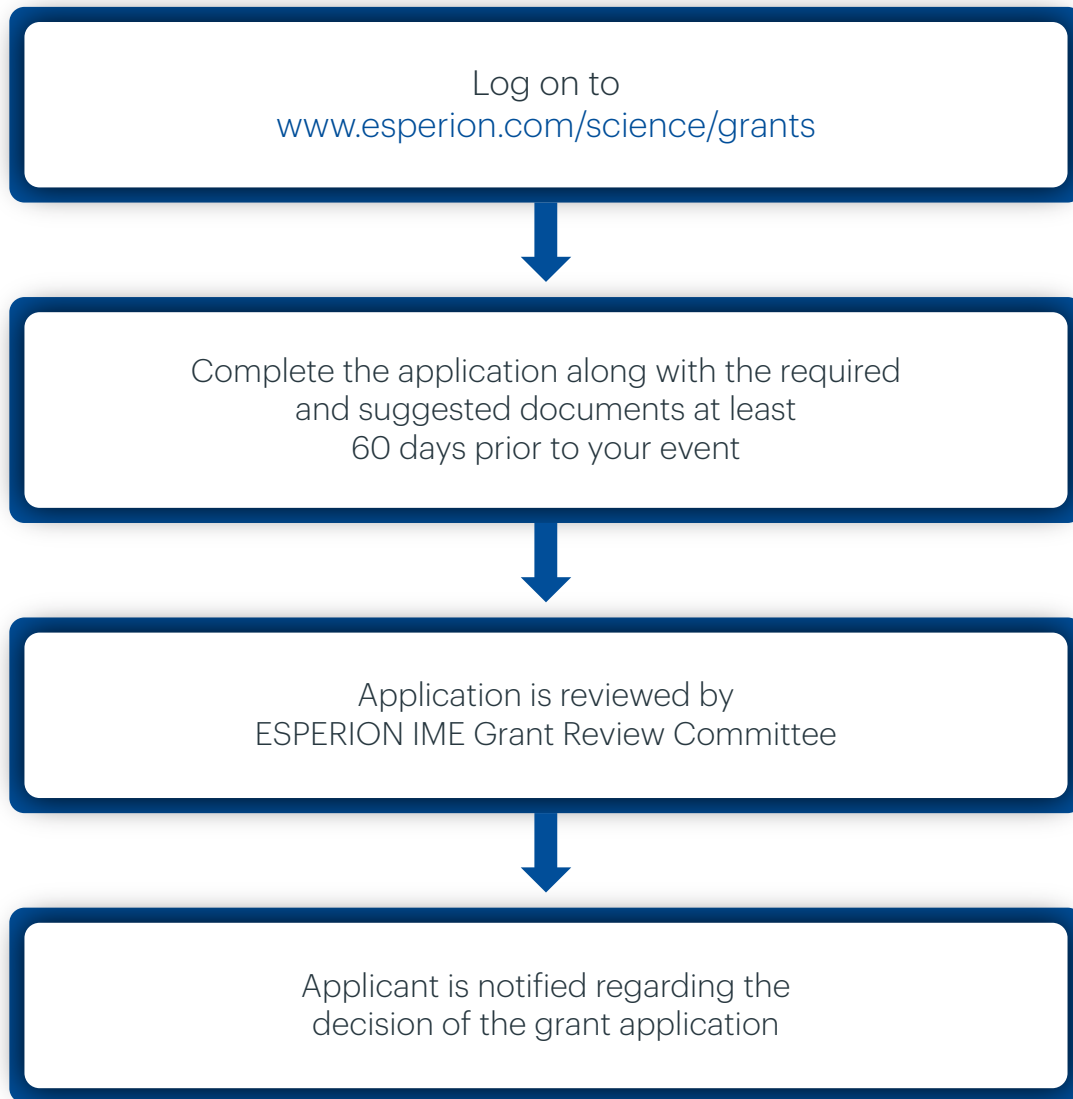 Log on to
www.esperion.com/science/grants
Complete the application along with the required
and suggested documents at least
60 days prior to your event
Application is reviewed by
ESPERION IME Grant Review Committee
Applicant is notified regarding the
decision of the grant application